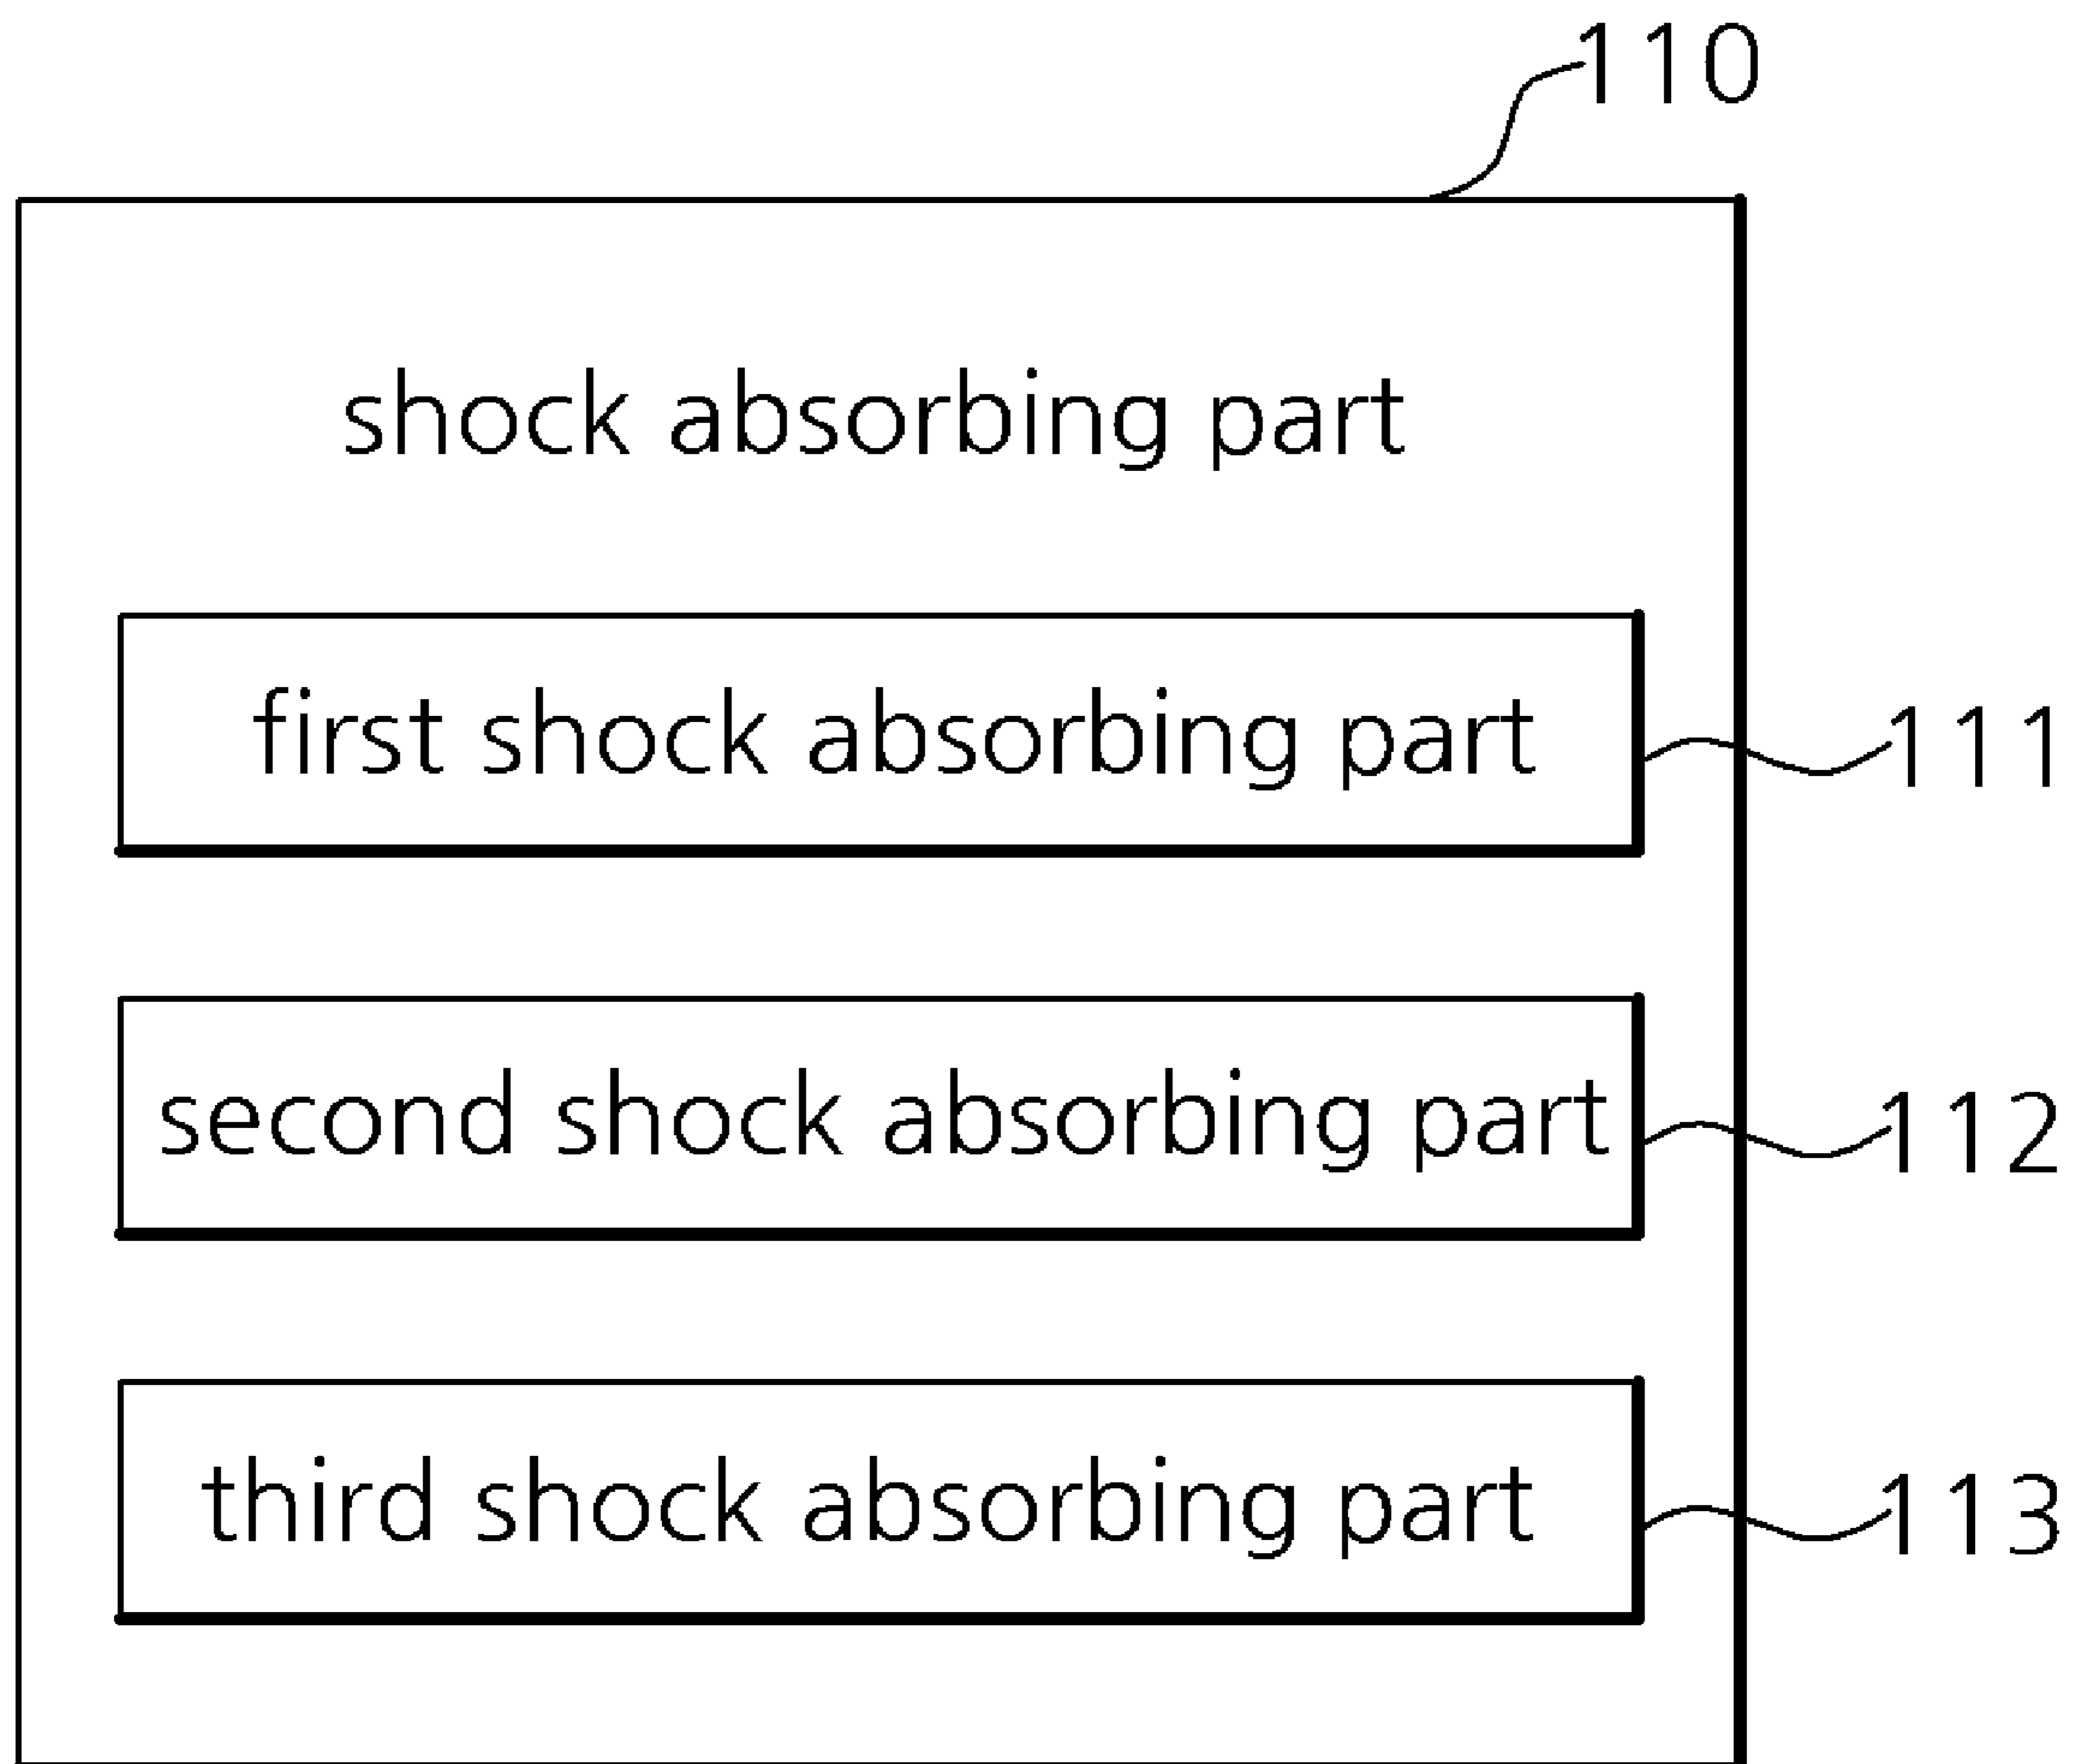 110
shock absorbing part
first shock absorbing part
111
second shock absorbing part
112
third shock absorbing part
113